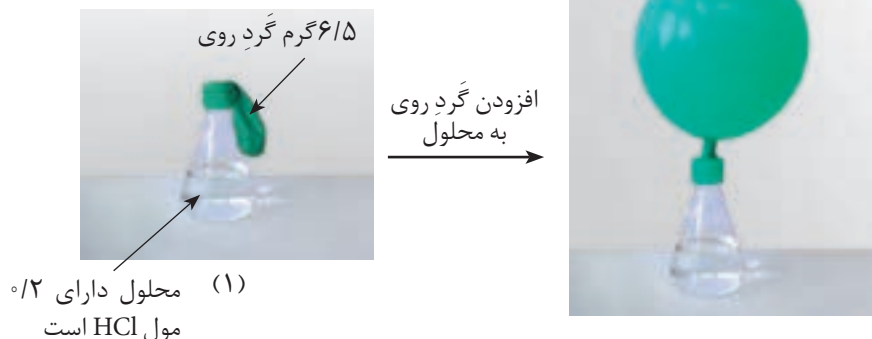 ۶/۵گرم گَردِ روی
افزودن گَردِ روی
به محلول
(۱)
محلول دارای ۰/۲
مول HCl است